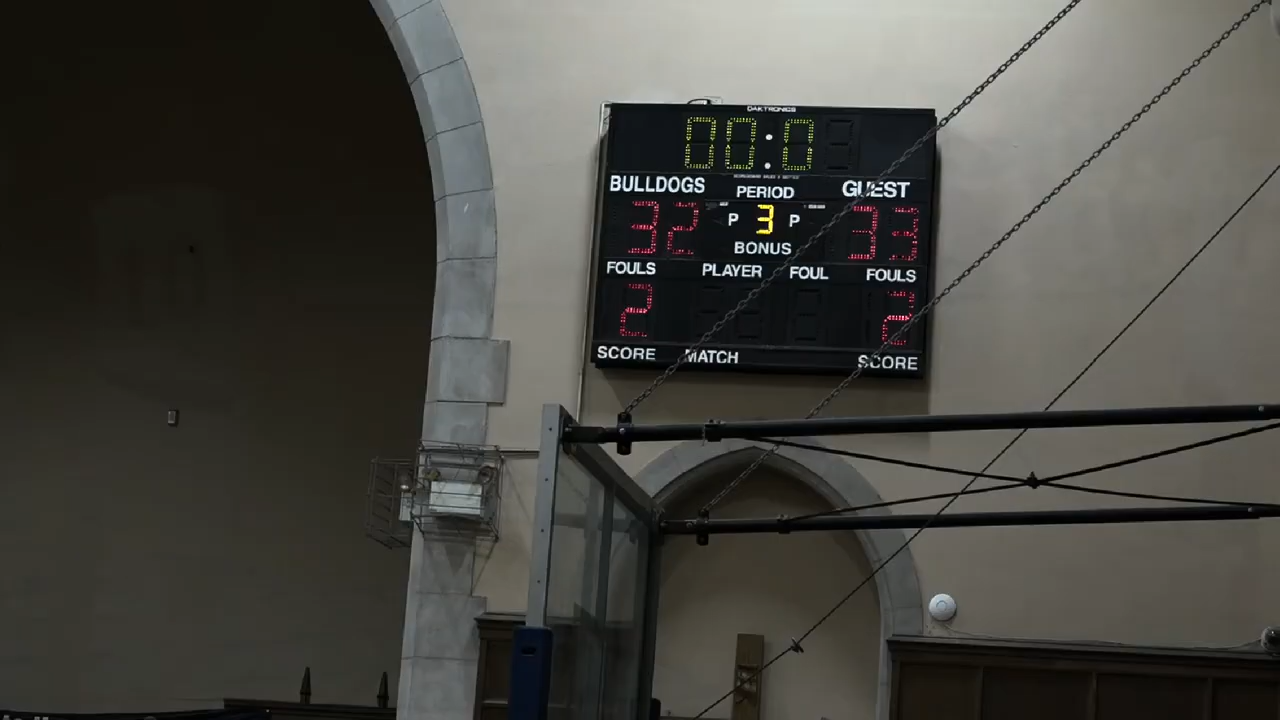 DAKTRONICS
00:0
BULLDOGS PERIOD GUEST
32 P 3 P 33
BONUS
FOULS PLAYER FOUL FOULS
2 2
SCORE MATCH SCORE